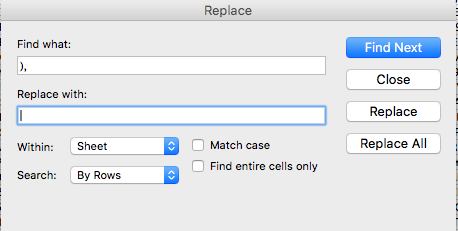 Replace
Find what:
Find Next
),
Close
Replace with:
Replace
Within: Sheet
Match case
Replace All
Find entire cells only
Search: By Rows